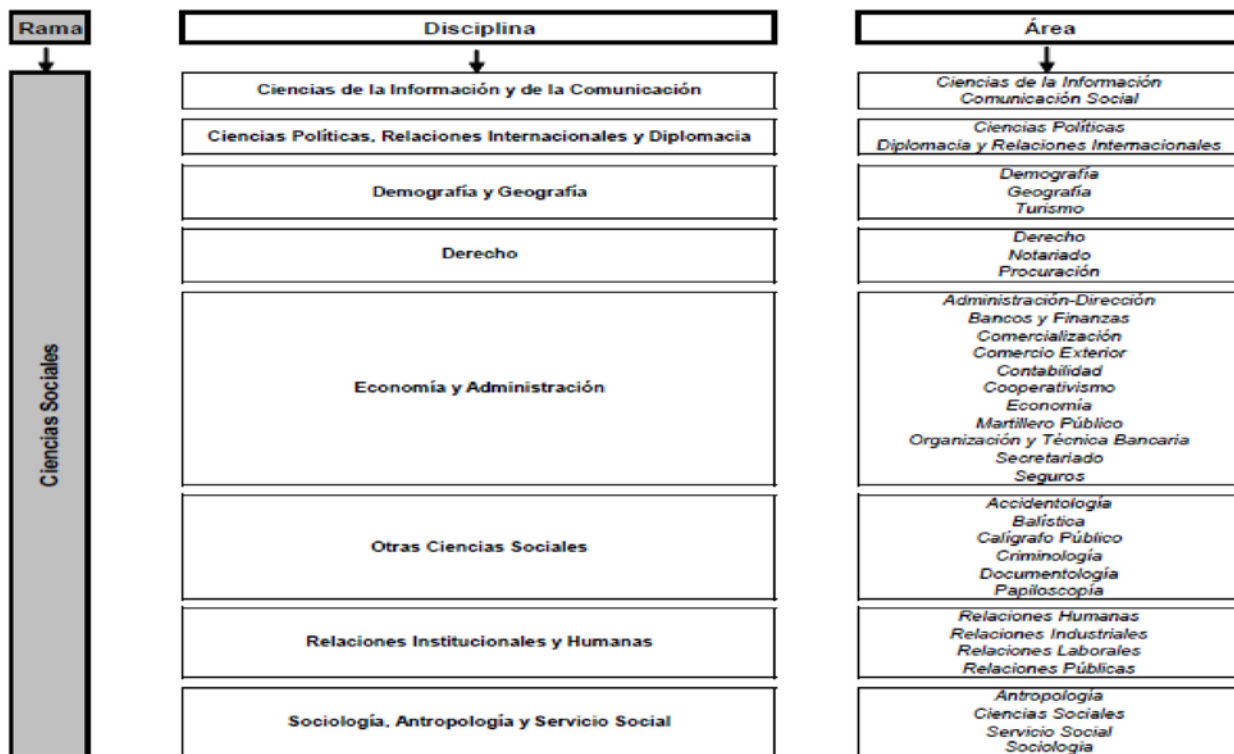 Rama
Disciplina
Área
Ciencias Sociales
Ciencias de la Información y de la Comunicación
Ciencias de la Información
Comunicación Social
Ciencias Políticas, Relaciones Internacionales y Diplomacia
Ciencias Políticas
Diplomacia y Relaciones Internacionales
Demografía y Geografía
Demografía
Geografía
Turismo
Derecho
Derecho
Notariado
Procuración
Economía y Administración
Administración-Dirección
Bancos y Finanzas
Comercialización
Comercio Exterior
Contabilidad
Cooperativismo
Economía
Martillero Público
Organización y Técnica Bancaria
Secretariado
Seguros
Otras Ciencias Sociales
Accidentología
Balística
Calígrafo Público
Criminología
Documentología
Papiloscopía
Relaciones Institucionales y Humanas
Relaciones Humanas
Relaciones Industriales
Relaciones Laborales
Relaciones Públicas
Sociología, Antropología y Servicio Social
Antropología
Ciencias Sociales
Servicio Social
Sociologia